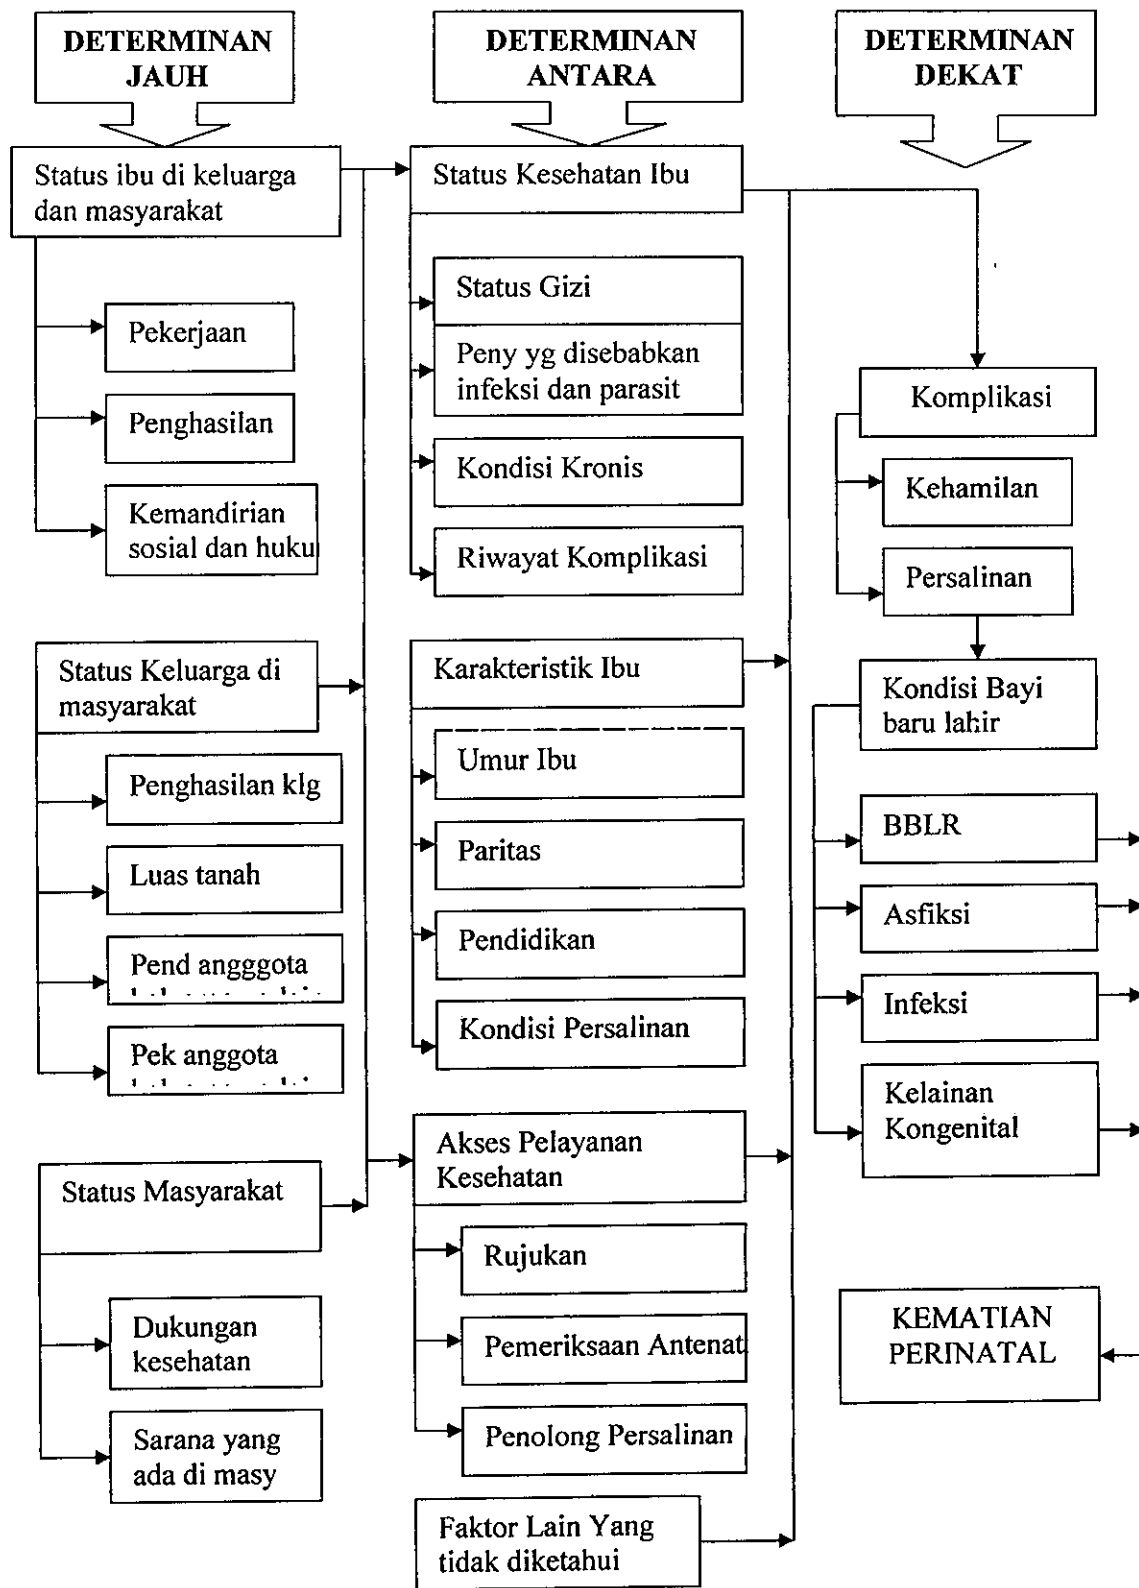 DETERMINAN
JAUH
Status ibu di keluarga
dan masyarakat
Pekerjaan
Penghasilan
Kemandirian
sosial dan huku
Status Keluarga di
masyarakat
Penghasilan klg
Luas tanah
Pend angggota
Pek anggota
Status Masyarakat
Dukungan
kesehatan
Sarana yang
ada di masy
DETERMINAN
ANTARA
Status Kesehatan Ibu
Status Gizi
Peny yg disebabkan
infeksi dan parasit
Kondisi Kronis
Riwayat Komplikasi
Karakteristik Ibu
Umur Ibu
Paritas
Pendidikan
Kondisi Persalinan
Akses Pelayanan
Kesehatan
Rujukan
Pemeriksaan Antenat
Penolong Persalinan
Faktor Lain Yang
tidak diketahui
DETERMINAN
DEKAT
Komplikasi
Kehamilan
Persalinan
Kondisi Bayi
baru lahir
BBLR
Asfiksi
Infeksi
Kelainan
Kongenital
KEMATIAN
PERINATAL